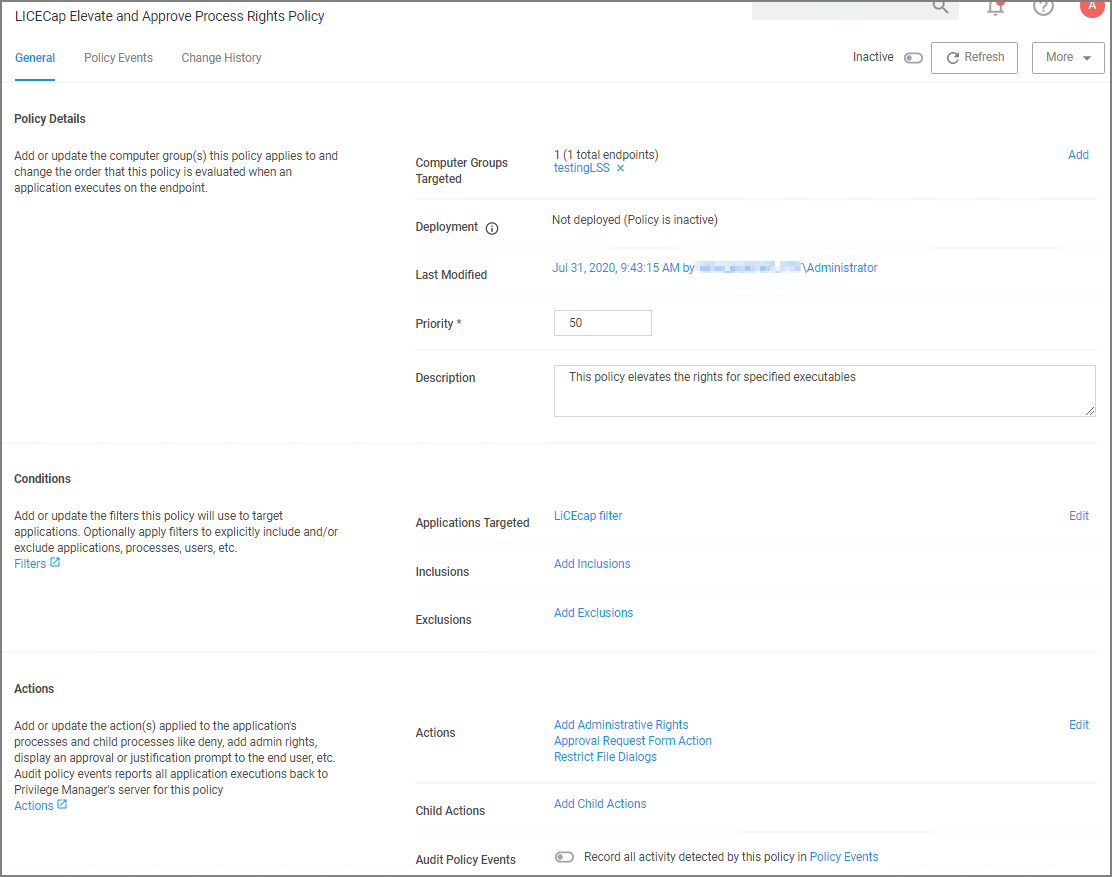 LICECap Elevate and Approve Process Rights Policy
A
General
Policy Events
Change History
Inactive
Refresh
More
Policy Details
Add or update the computer group(s) this policy applies to and
change the order that this policy is evaluated when an
application executes on the endpoint.
Computer Groups
Targeted
1 (1 total endpoints)
testingLSS ×
Add
Deployment
Not deployed (Policy is inactive)
Last Modified
Jul 31, 2020, 9:43:15 AM by \Administrator
Priority *
50
Description
This policy elevates the rights for specified executables
Conditions
Add or update the filters this policy will use to target
applications. Optionally apply filters to explicitly include and/or
exclude applications, processes, users, etc.
Filters
Applications Targeted
LiCEcap filter
Edit
Inclusions
Add Inclusions
Exclusions
Add Exclusions
Actions
Add or update the action(s) applied to the application's
processes and child processes like deny, add admin rights,
display an approval or justification prompt to the end user, etc.
Audit policy events reports all application executions back to
Privilege Manager's server for this policy
Actions
Actions
Add Administrative Rights
Approval Request Form Action
Restrict File Dialogs
Edit
Child Actions
Add Child Actions
Audit Policy Events
Record all activity detected by this policy in Policy Events